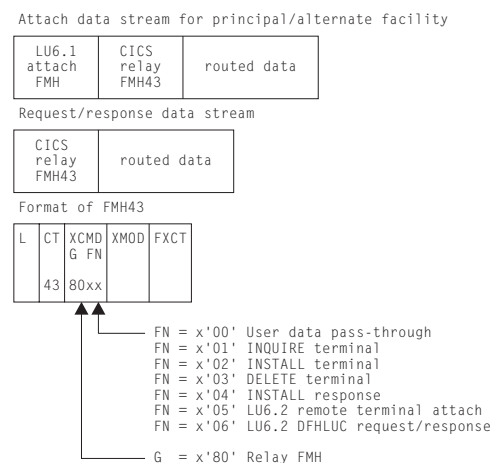 Attach data stream for principal/alternate facility
LU6.1 attach FMH
CICS relay FMH43
routed data
Request/response data stream
CICS relay FMH43
routed data
Format of FMH43
L CT XCMD XMOD FXCT
G FN
43 80xx
FN = x'00' User data pass-through
FN = x'01' INQUIRE terminal
FN = x'02' INSTALL terminal
FN = x'03' DELETE terminal
FN = x'04' INSTALL response
FN = x'05' LU6.2 remote terminal attach
FN = x'06' LU6.2 DFHLUC request/response
G = x'80' Relay FMH